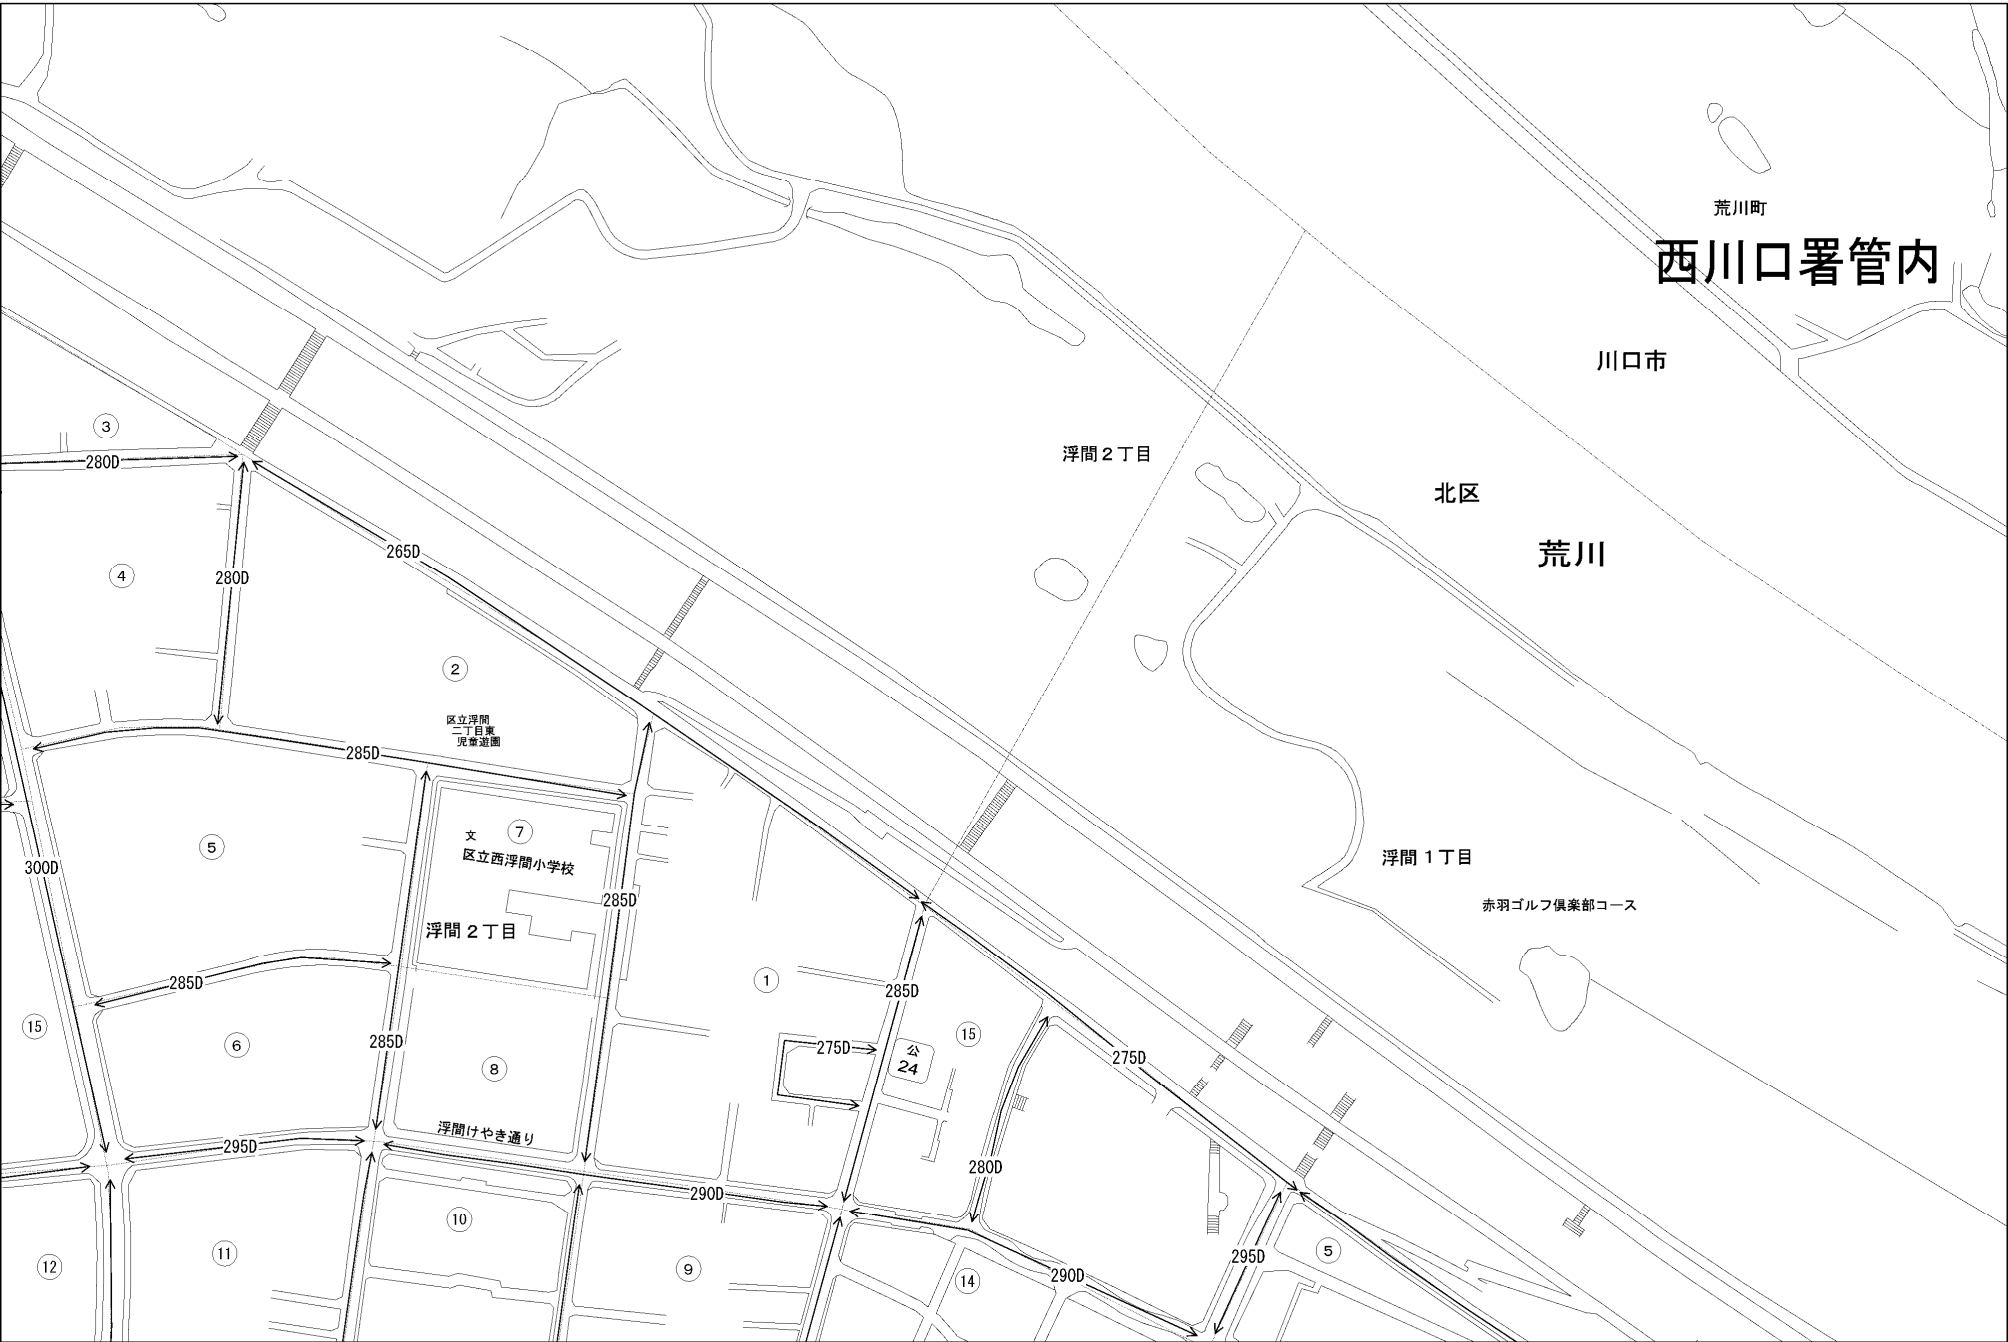 荒川町
西川口署管内
川口市
③
280D
浮間2丁目
北区
荒川
265D
④
280D
②
区立浮間
二丁目東
児童遊園
285D
⑦
文
区立西浮間小学校
⑤
300D
浮間1丁目
赤羽ゴルフ倶楽部コース
285D
浮間2丁目
285D
①
285D
⑮
⑥
285D
⑧
275D
公
24
⑮
275D
浮間けやき通り
295D
290D
280D
⑩
⑪
⑫
⑨
⑭
290D
295D
⑤